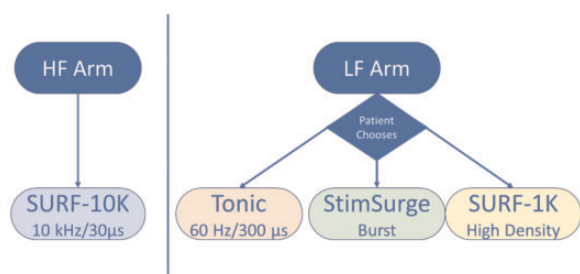 HF Arm
LF Arm
Patient
Chooses
SURF-10K
10 kHz/30μs
Tonic
60 Hz/300 μs
StimSurge
Burst
SURF-1K
High Density